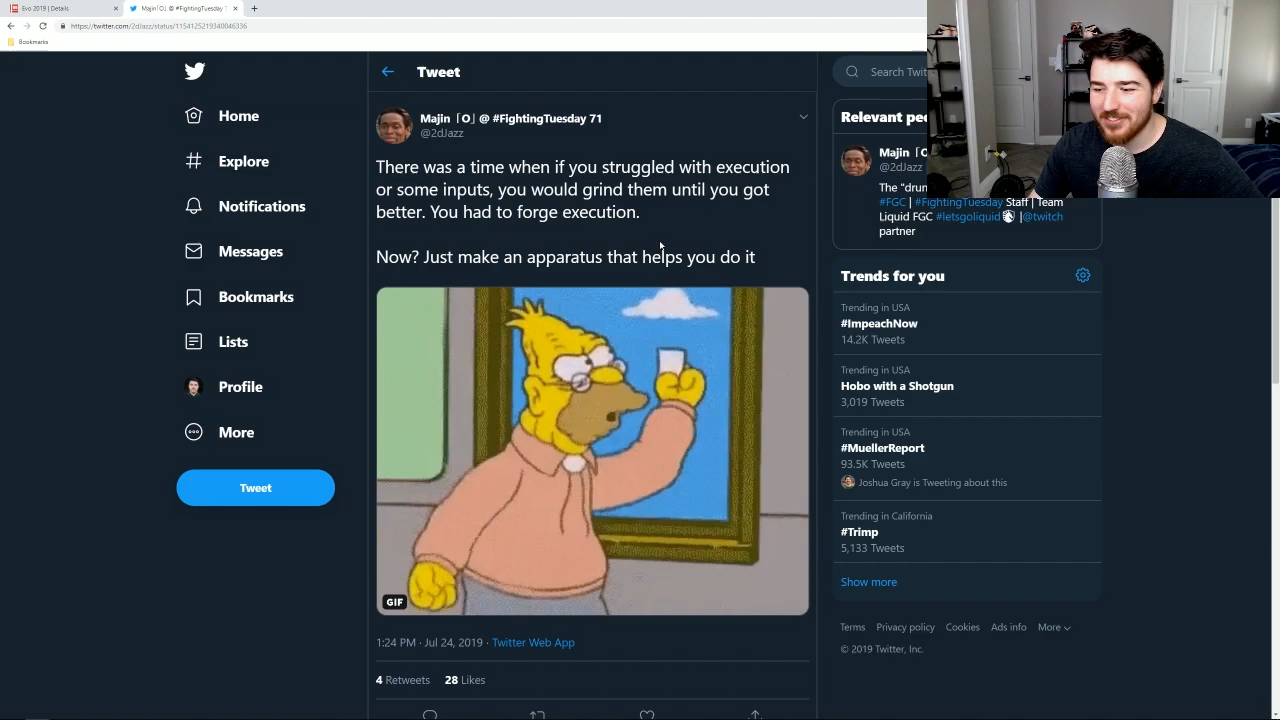 Evo 2019 | Details
Majin「O」@ #FightingTuesday
https://twitter.com/2dJazz/status/1154125219340046336
Bookmarks
Home
Explore
Notifications
Messages
Bookmarks
Lists
Profile
More
Tweet
Tweet
Majin「O」@ #FightingTuesday 71
@2dJazz
There was a time when if you struggled with execution
or some inputs, you would grind them until you got
better. You had to forge execution.
Now? Just make an apparatus that helps you do it
GIF
1:24 PM · Jul 24, 2019 · Twitter Web App
4 Retweets 28 Likes
Search Twit
Relevant peo
Majin「O
@2dJazz
The "drun
#FGC | #FightingTuesday Staff | Team
Liquid FGC #letsgoliquid |@twitch
partner
Trends for you
Trending in USA
#ImpeachNow
14.2K Tweets
Trending in USA
Hobo with a Shotgun
3,019 Tweets
Trending in USA
#MuellerReport
93.5K Tweets
Joshua Gray is Tweeting about this
Trending in California
#Trimp
5,133 Tweets
Show more
Terms Privacy policy Cookies Ads info More
© 2019 Twitter, Inc.